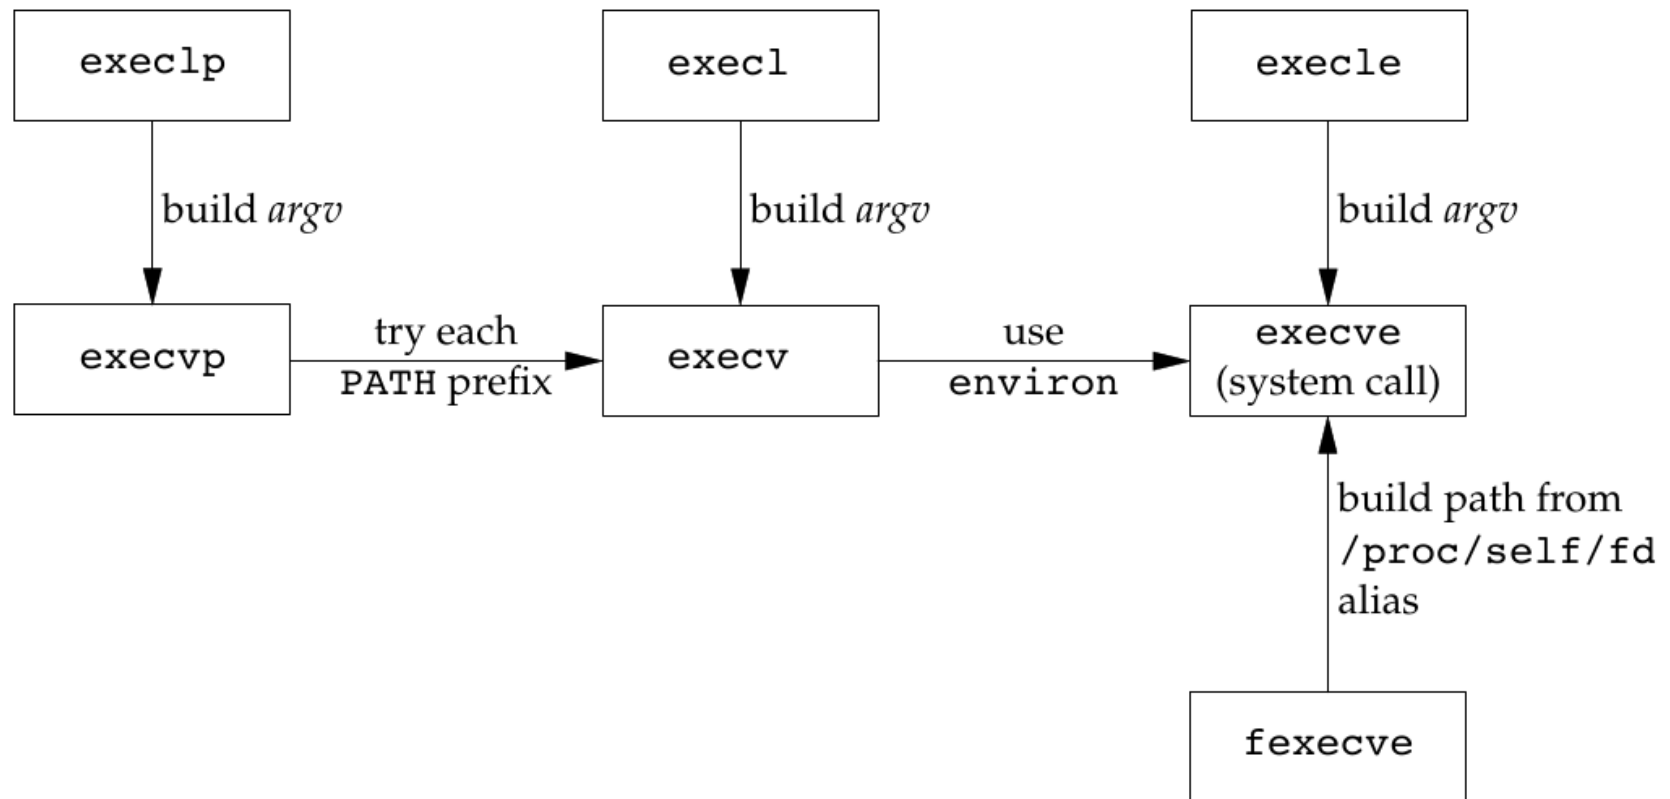 execlp
execl
execle
build argv
build argv
build argv
execvp
try each
PATH prefix
execv
use
environ
execve
(system call)
build path from
/proc/self/fd
alias
fexecve